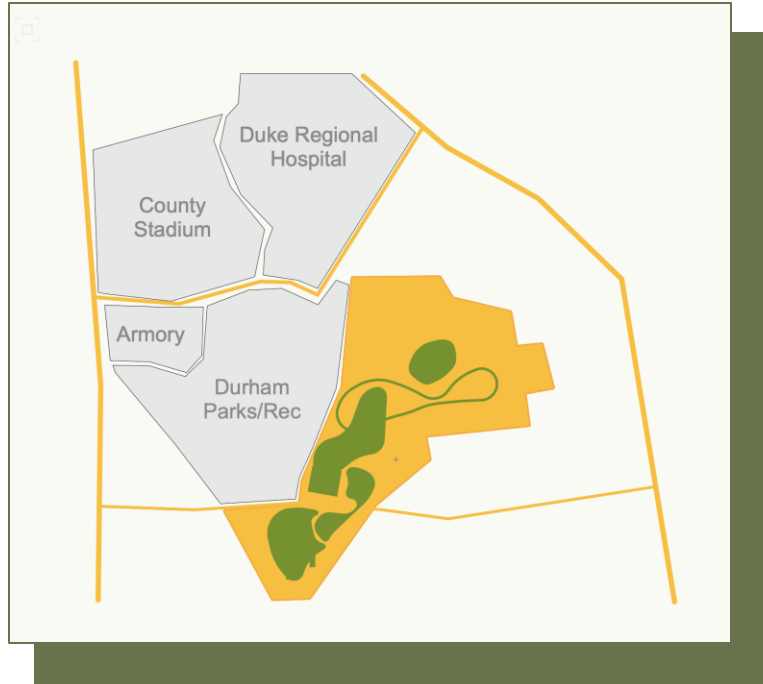 Duke Regional
Hospital
County
Stadium
Armory
Durham
Parks/Rec